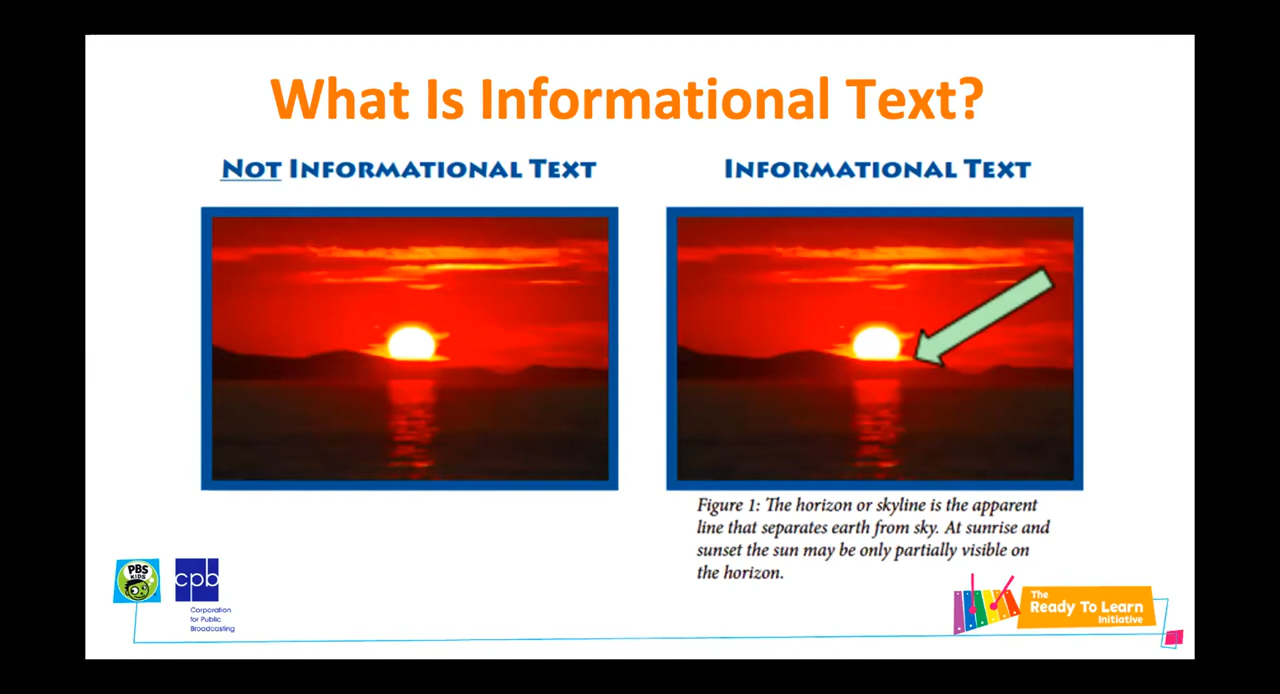 What Is Informational Text?
NOT INFORMATIONAL TEXT
INFORMATIONAL TEXT
Figure 1: The horizon or skyline is the apparent
line that separates earth from sky. At sunrise and
sunset the sun may be only partially visible on
the horizon.
PBS
KIDS
cpb
Corporation
for Public
Broadcasting
The
Ready To Learn
Initiative